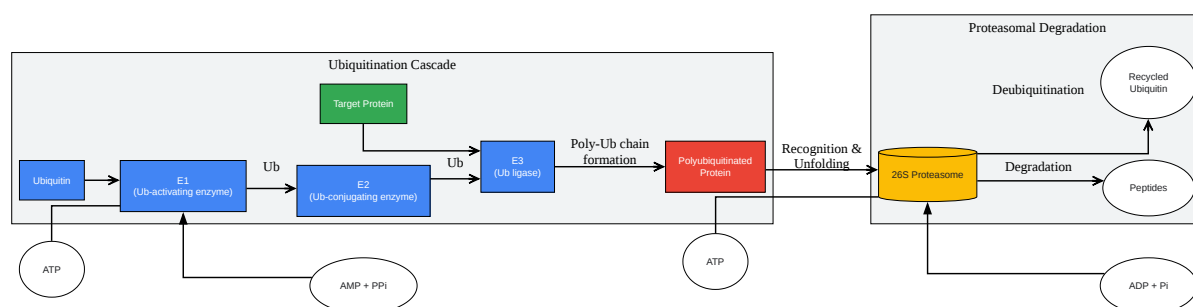 Proteasomal Degradation
Ubiquitination Cascade
Recycled
Ubiquitin
Deubiquitination
Target Protein
Poly-Ub chain
formation
Recognition &
Unfolding
Ub
Ub
E3
(Ub ligase)
Polyubiquitinated
Protein
26S Proteasome
Degradation
Peptides
Ubiquitin
E1
(Ub-activating enzyme)
E2
(Ub-conjugating enzyme)
ATP
AMP + PPi
ATP
ADP + Pi